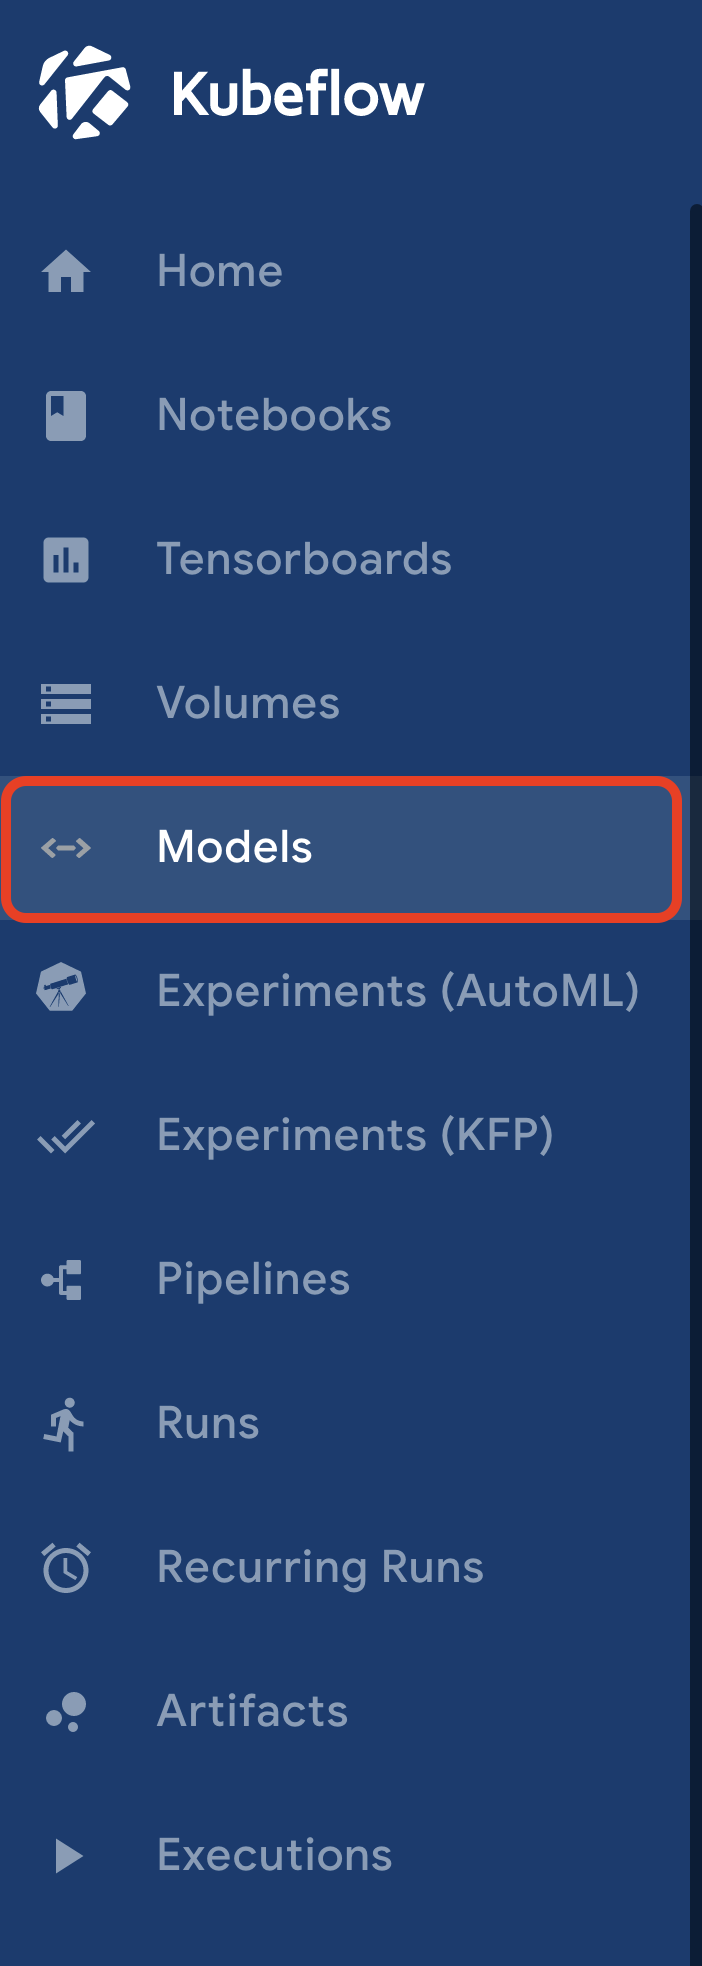 Kubeflow
Home
Notebooks
Tensorboards
Volumes
Models
Experiments (AutoML)
Experiments (KFP)
Pipelines
Runs
Recurring Runs
Artifacts
Executions